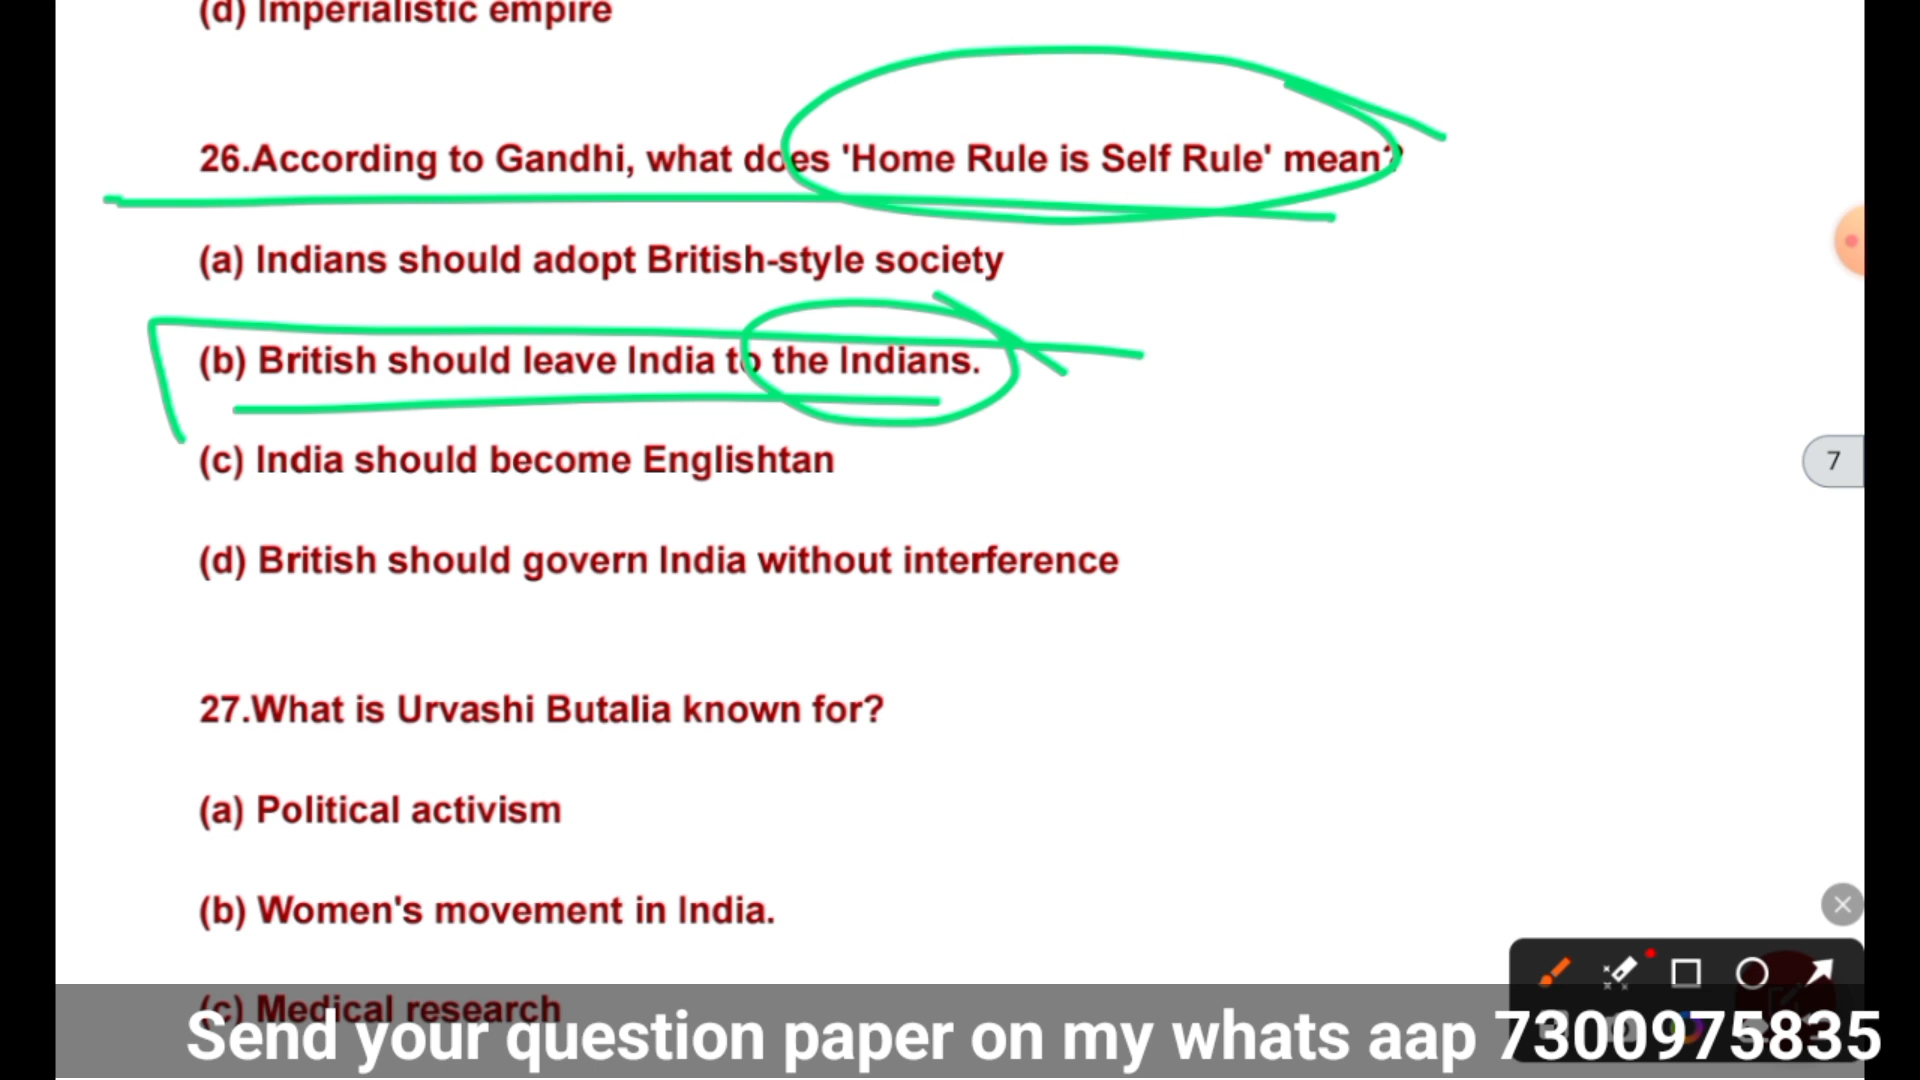 (d) Imperialistic empire
26.According to Gandhi, what does 'Home Rule is Self Rule' mean?
(a) Indians should adopt British-style society
(b) British should leave India to the Indians.
(c) India should become Englishtan
7
(d) British should govern India without interference
27.What is Urvashi Butalia known for?
(a) Political activism
(b) Women's movement in India.
(c) Medical research
Send your question paper on my whats aap 7300975835